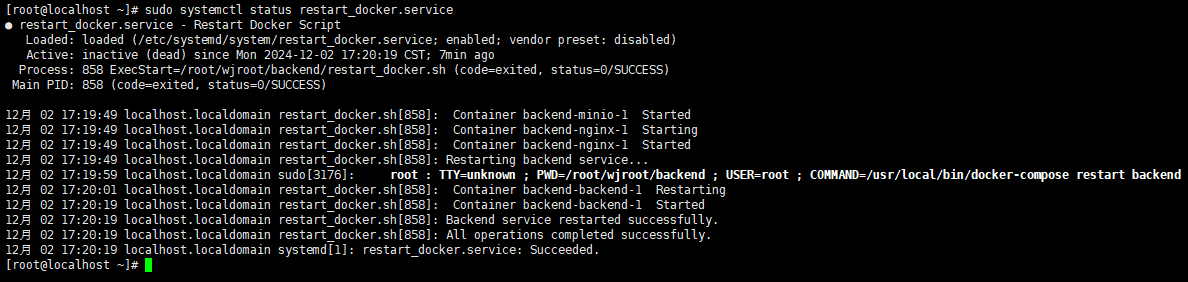 [root@localhost ~]# sudo systemctl status restart_docker.service
● restart_docker.service - Restart Docker Script
   Loaded: loaded (/etc/systemd/system/restart_docker.service; enabled; vendor preset: disabled)
   Active: inactive (dead) since Mon 2024-12-02 17:20:19 CST; 7min ago
  Process: 858 ExecStart=/root/wjroot/backend/restart_docker.sh (code=exited, status=0/SUCCESS)
 Main PID: 858 (code=exited, status=0/SUCCESS)

12月 02 17:19:49 localhost.localdomain restart_docker.sh[858]:  Container backend-minio-1  Started
12月 02 17:19:49 localhost.localdomain restart_docker.sh[858]:  Container backend-nginx-1  Starting
12月 02 17:19:49 localhost.localdomain restart_docker.sh[858]:  Container backend-nginx-1  Started
12月 02 17:19:49 localhost.localdomain restart_docker.sh[858]: Restarting backend service...
12月 02 17:19:59 localhost.localdomain sudo[3176]:     root : TTY=unknown ; PWD=/root/wjroot/backend ; USER=root ; COMMAND=/usr/local/bin/docker-compose restart backend
12月 02 17:20:01 localhost.localdomain restart_docker.sh[858]:  Container backend-backend-1  Restarting
12月 02 17:20:19 localhost.localdomain restart_docker.sh[858]:  Container backend-backend-1  Started
12月 02 17:20:19 localhost.localdomain restart_docker.sh[858]: Backend service restarted successfully.
12月 02 17:20:19 localhost.localdomain restart_docker.sh[858]: All operations completed successfully.
12月 02 17:20:19 localhost.localdomain systemd[1]: restart_docker.service: Succeeded.
[root@localhost ~]#